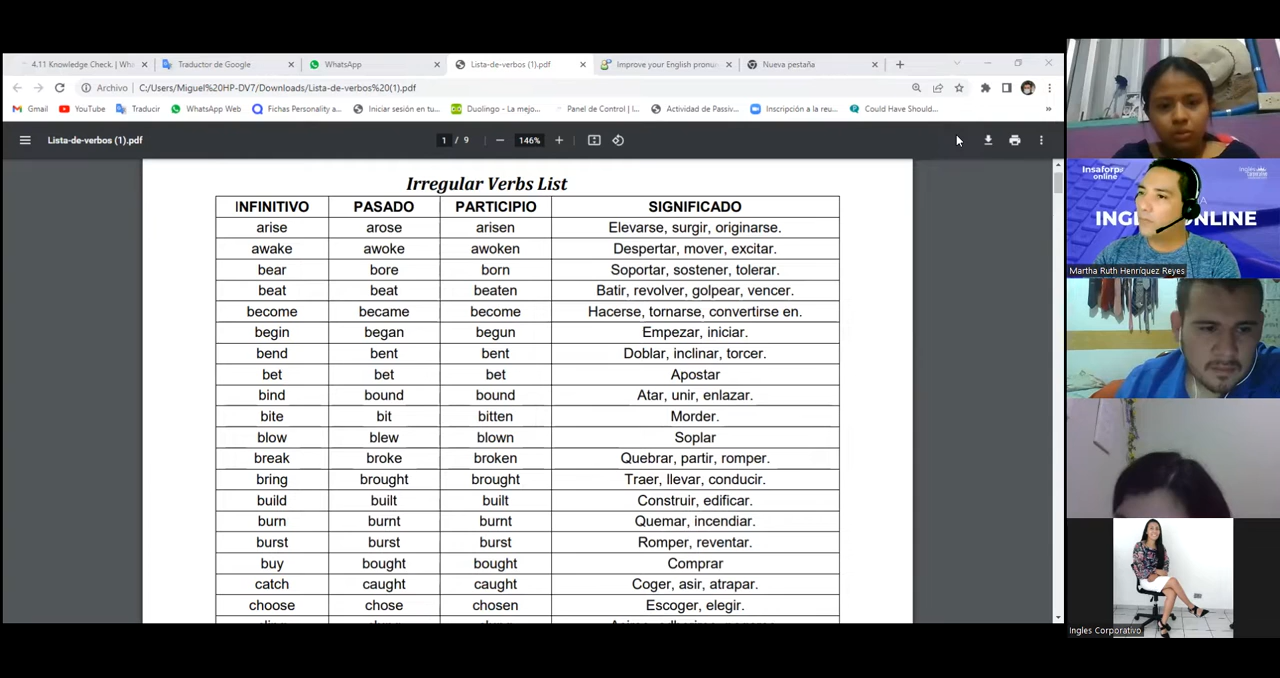 4.11 Knowledge Check. | Wh
Traductor de Google
WhatsApp
Lista-de-verbos (1).pdf
Improve your English pronun
Nueva pestaña
Archivo | C:/Users/Miguel%20HP-DV7/Downloads/Lista-de-verbos%20(1).pdf
Gmail
YouTube
Traducir
WhatsApp Web
Fichas Personality a...
Iniciar sesión en tu...
Duolingo - La mejo...
Panel de Control |...
Actividad de Passiv...
Inscripción a la reu...
Could Have Should...
Lista-de-verbos (1).pdf
1 / 9
146%
Irregular Verbs List
INFINITIVO PASADO PARTICIPIO SIGNIFICADO
arise arose arisen Elevarse, surgir, originarse.
awake awoke awoken Despertar, mover, excitar.
bear bore born Soportar, sostener, tolerar.
beat beat beaten Batir, revolver, golpear, vencer.
become became become Hacerse, tornarse, convertirse en.
begin began begun Empezar, iniciar.
bend bent bent Doblar, inclinar, torcer.
bet bet bet Apostar
bind bound bound Atar, unir, enlazar.
bite bit bitten Morder.
blow blew blown Soplar
break broke broken Quebrar, partir, romper.
bring brought brought Traer, llevar, conducir.
build built built Construir, edificar.
burn burnt burnt Quemar, incendiar.
burst burst burst Romper, reventar.
buy bought bought Comprar
catch caught caught Coger, asir, atrapar.
choose chose chosen Escoger, elegir.
Insaforp
online
INGL
ONLINE
Martha Ruth Henríquez Reyes
Ingles Corporativo